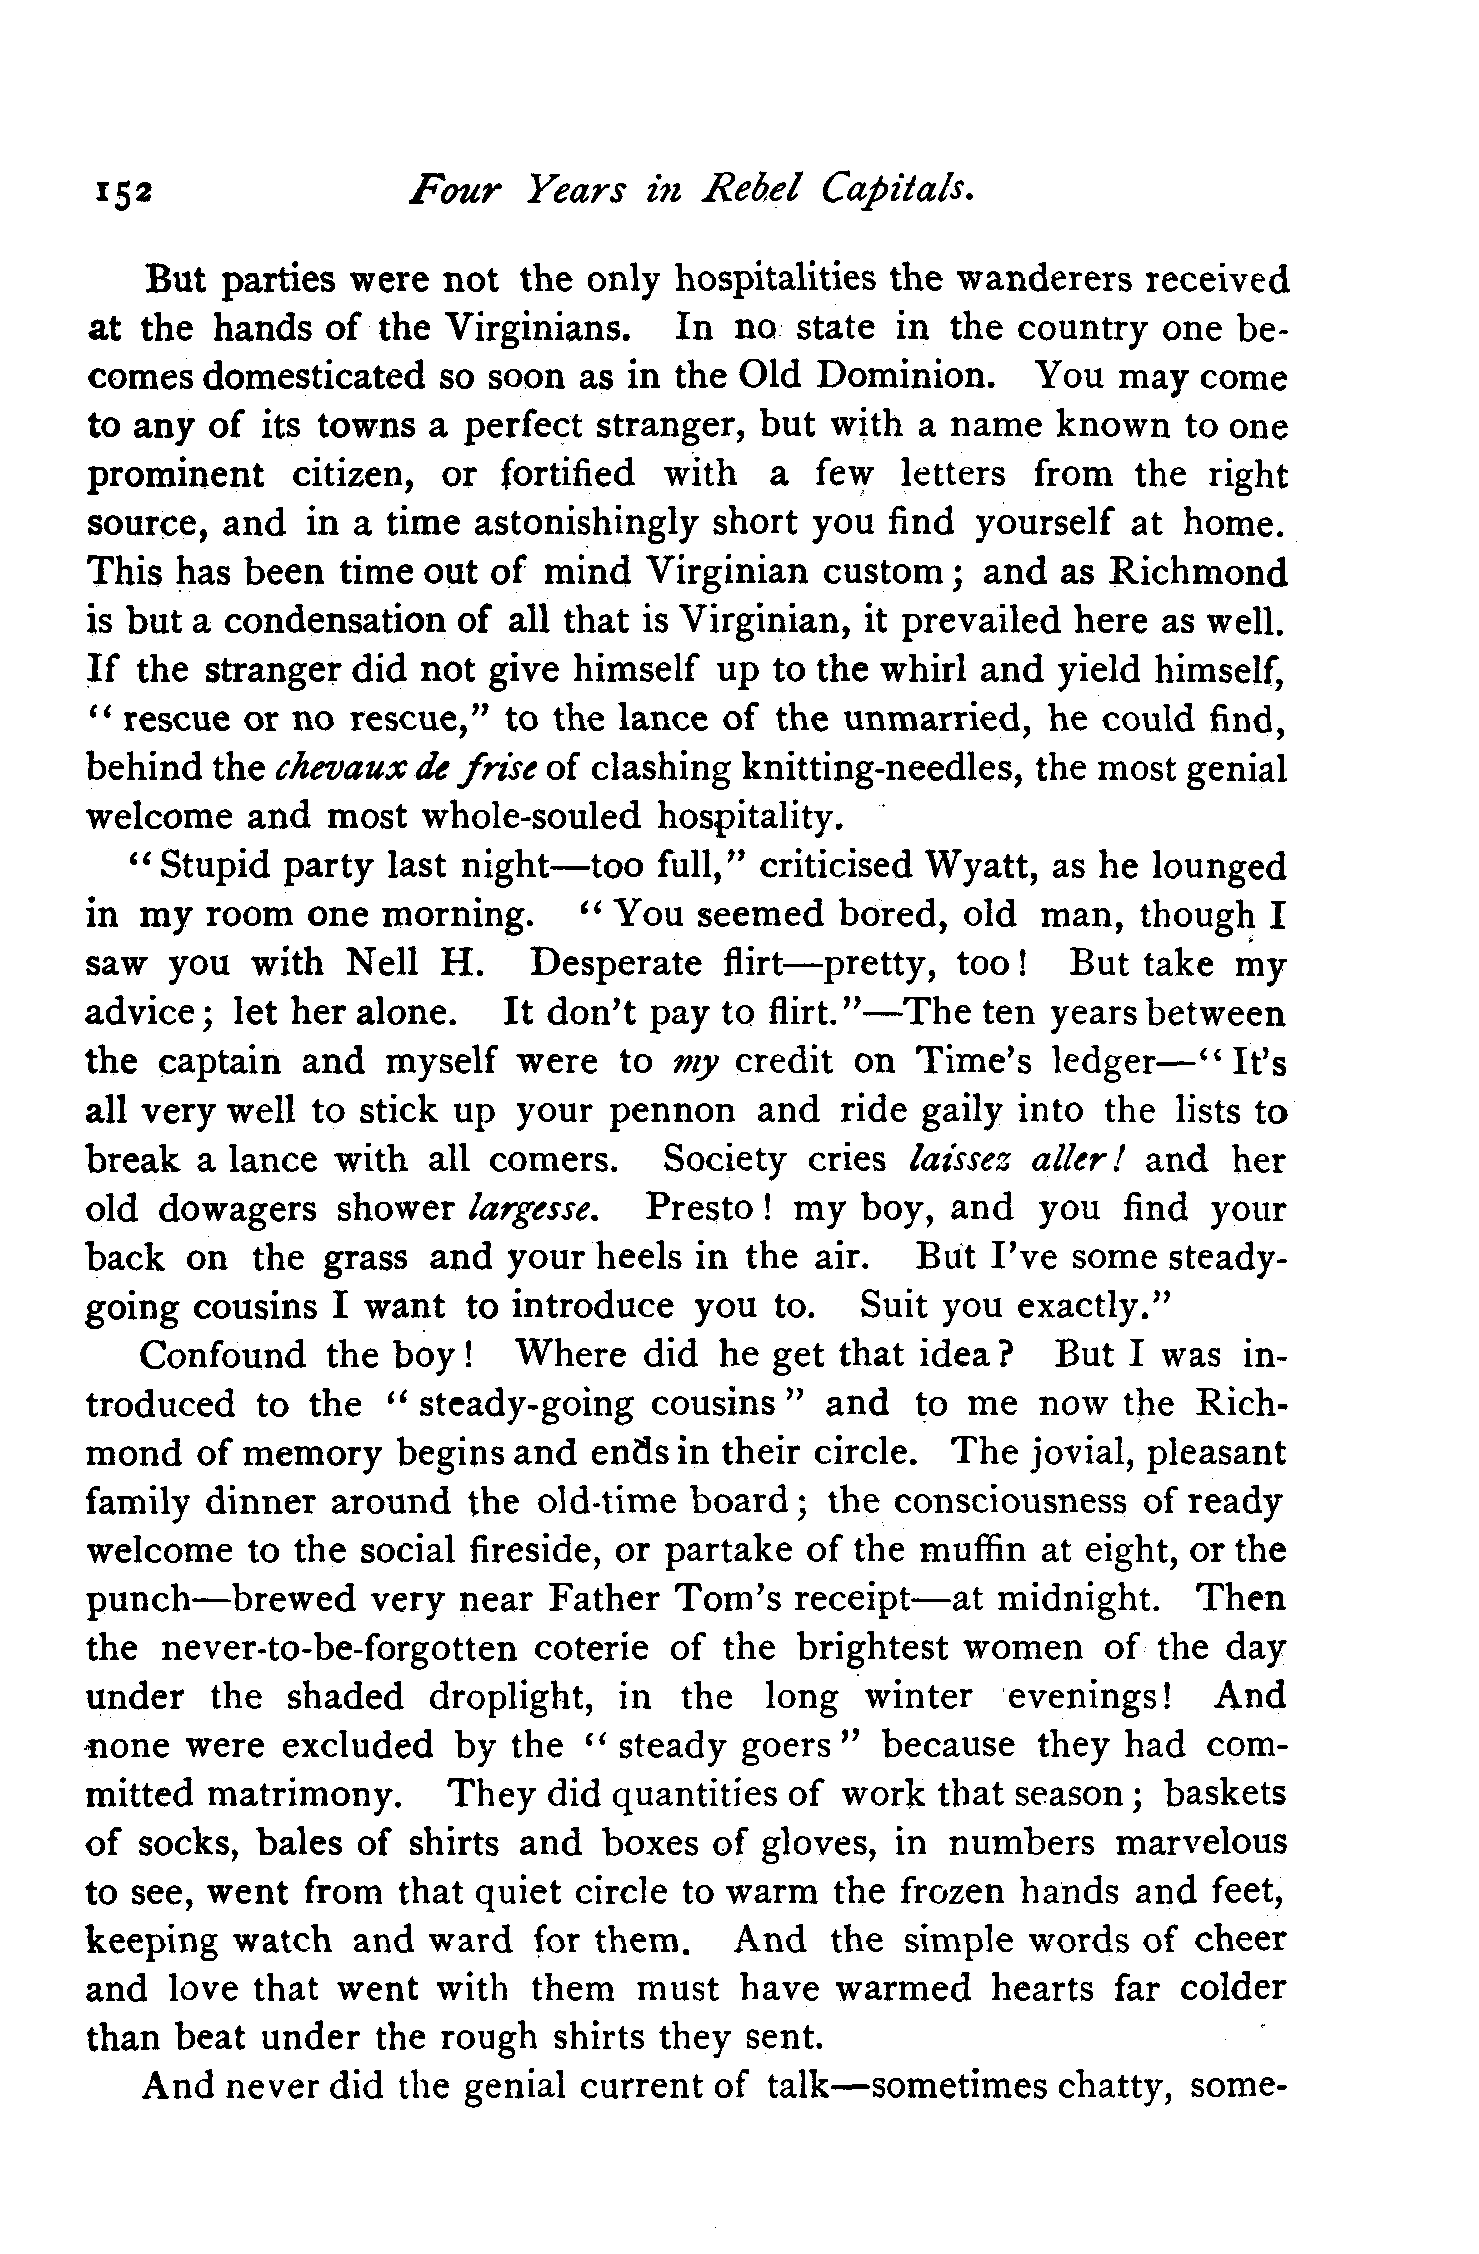 152 Four Years in Rebel Capitals.
But parties were not the only hospitalities the wanderers received
at the hands of the Virginians. In no state in the country one be-
comes domesticated so soon as in the Old Dominion. You may come
to any of its towns a perfect stranger, but with a name known to one
prominent citizen, or fortified with a few letters from the right
source, and in a time astonishingly short you find yourself at home.
This has been time out of mind Virginian custom; and as Richmond
is but a condensation of all that is Virginian, it prevailed here as well.
If the stranger did not give himself up to the whirl and yield himself,
"rescue or no rescue," to the lance of the unmarried, he could find,
behind the chevaux de frise of clashing knitting-needles, the most genial
welcome and most whole-souled hospitality.
"Stupid party last night—too full," criticised Wyatt, as he lounged
in my room one morning. "You seemed bored, old man, though I
saw you with Nell H. Desperate flirt—pretty, too! But take my
advice; let her alone. It don't pay to flirt."—The ten years between
the captain and myself were to my credit on Time's ledger—"It's
all very well to stick up your pennon and ride gaily into the lists to
break a lance with all comers. Society cries laissez aller! and her
old dowagers shower largesse. Presto! my boy, and you find your
back on the grass and your heels in the air. But I've some steady-
going cousins I want to introduce you to. Suit you exactly."
Confound the boy! Where did he get that idea? But I was in-
troduced to the "steady-going cousins" and to me now the Rich-
mond of memory begins and ends in their circle. The jovial, pleasant
family dinner around the old-time board; the consciousness of ready
welcome to the social fireside, or partake of the muffin at eight, or the
punch—brewed very near Father Tom's receipt—at midnight. Then
the never-to-be-forgotten coterie of the brightest women of the day
under the shaded droplight, in the long winter evenings! And
none were excluded by the "steady goers" because they had com-
mitted matrimony. They did quantities of work that season; baskets
of socks, bales of shirts and boxes of gloves, in numbers marvelous
to see, went from that quiet circle to warm the frozen hands and feet,
keeping watch and ward for them. And the simple words of cheer
and love that went with them must have warmed hearts far colder
than beat under the rough shirts they sent.
And never did the genial current of talk—sometimes chatty, some-